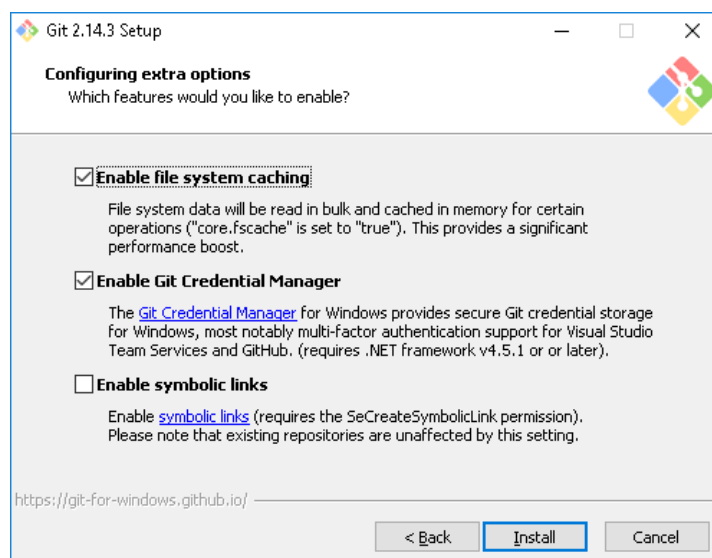 Git 2.14.3 Setup
Configuring extra options
Which features would you like to enable?
Enable file system caching
File system data will be read in bulk and cached in memory for certain
operations ("core.fscache" is set to "true"). This provides a significant
performance boost.
Enable Git Credential Manager
The Git Credential Manager for Windows provides secure Git credential storage
for Windows, most notably multi-factor authentication support for Visual Studio
Team Services and GitHub. (requires .NET framework v4.5.1 or or later).
Enable symbolic links
Enable symbolic links (requires the SeCreateSymbolicLink permission).
Please note that existing repositories are unaffected by this setting.
https://git-for-windows.github.io/
< Back Install Cancel